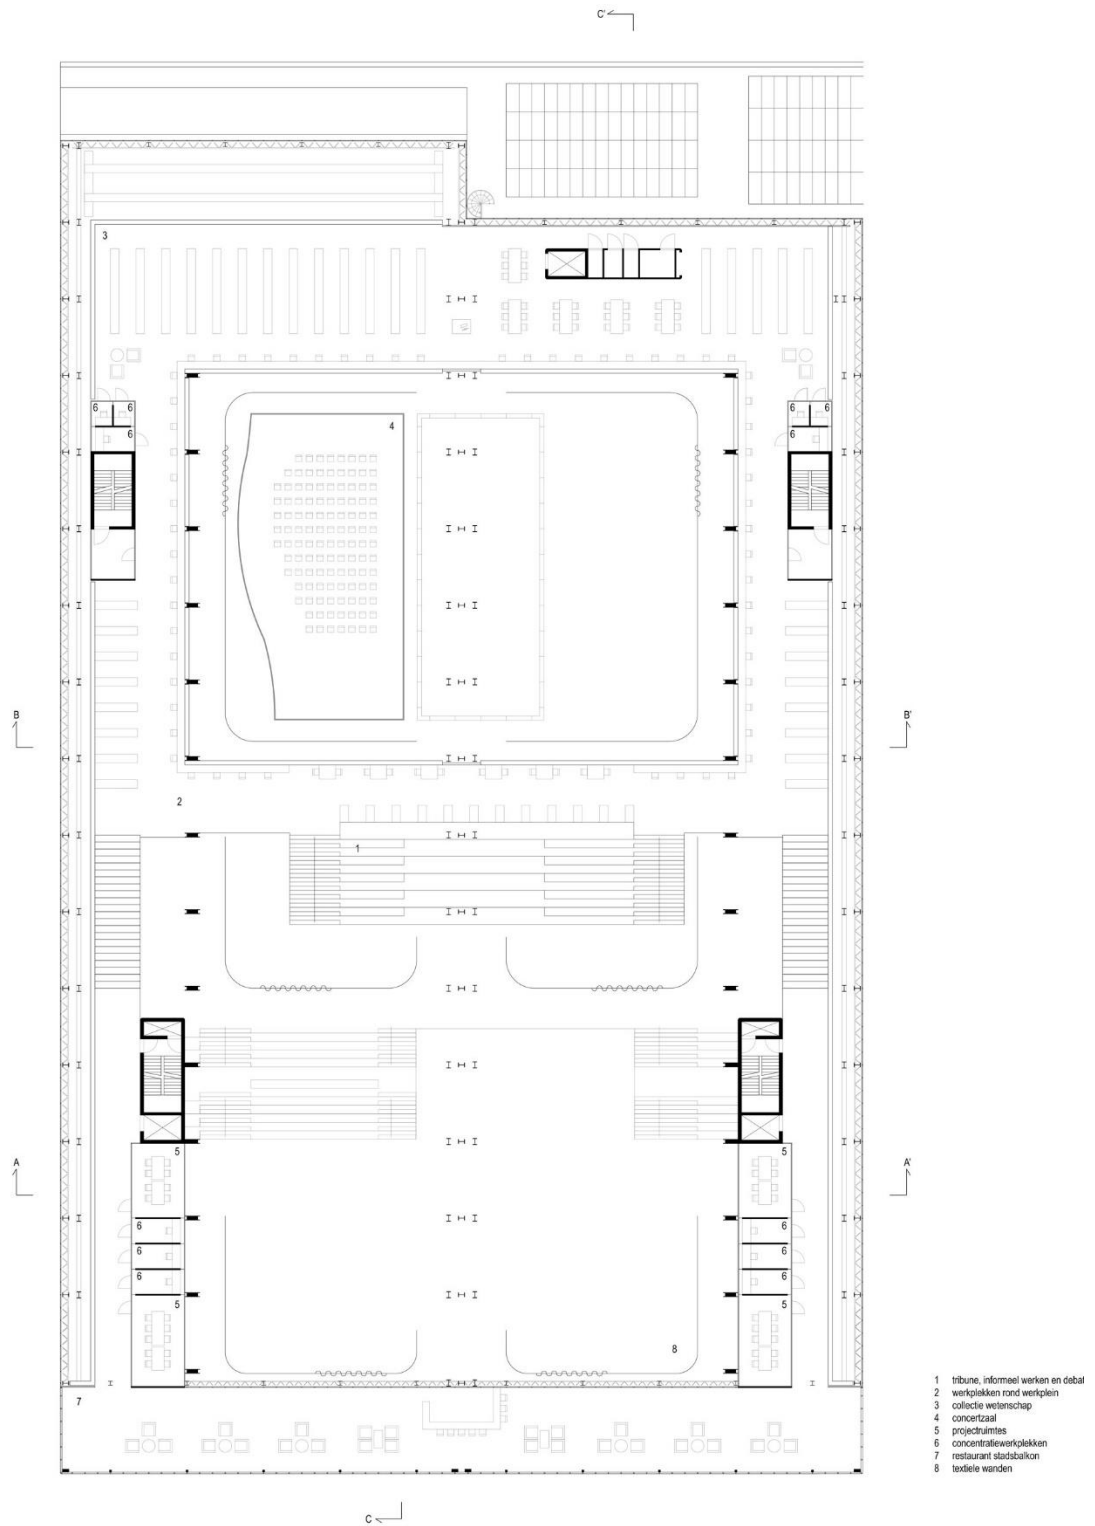 C'
3
4
6 6
6 6
6
6
B
B'
2
1
5
5
A
A'
6
6
6
6
6
6
5
5
8
7
1 tribune, informeel werken en debat
2 werkplekken rond werkplein
3 collectie wetenschap
4 concertzaal
5 projectruimtes
6 concentratiewerkplekken
7 restaurant stadsbalkon
8 textiele wanden
C